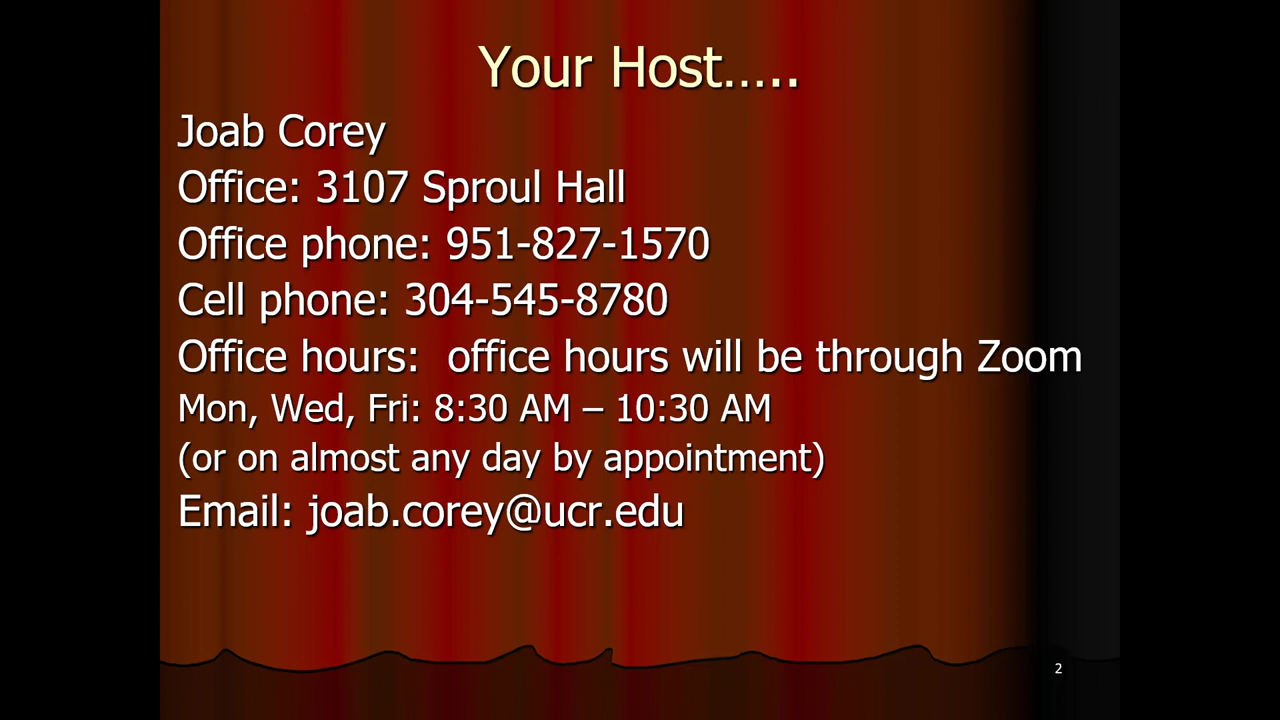 Your Host…..
Joab Corey
Office: 3107 Sproul Hall
Office phone: 951-827-1570
Cell phone: 304-545-8780
Office hours:  office hours will be through Zoom
Mon, Wed, Fri: 8:30 AM – 10:30 AM
(or on almost any day by appointment)
Email: joab.corey@ucr.edu
2